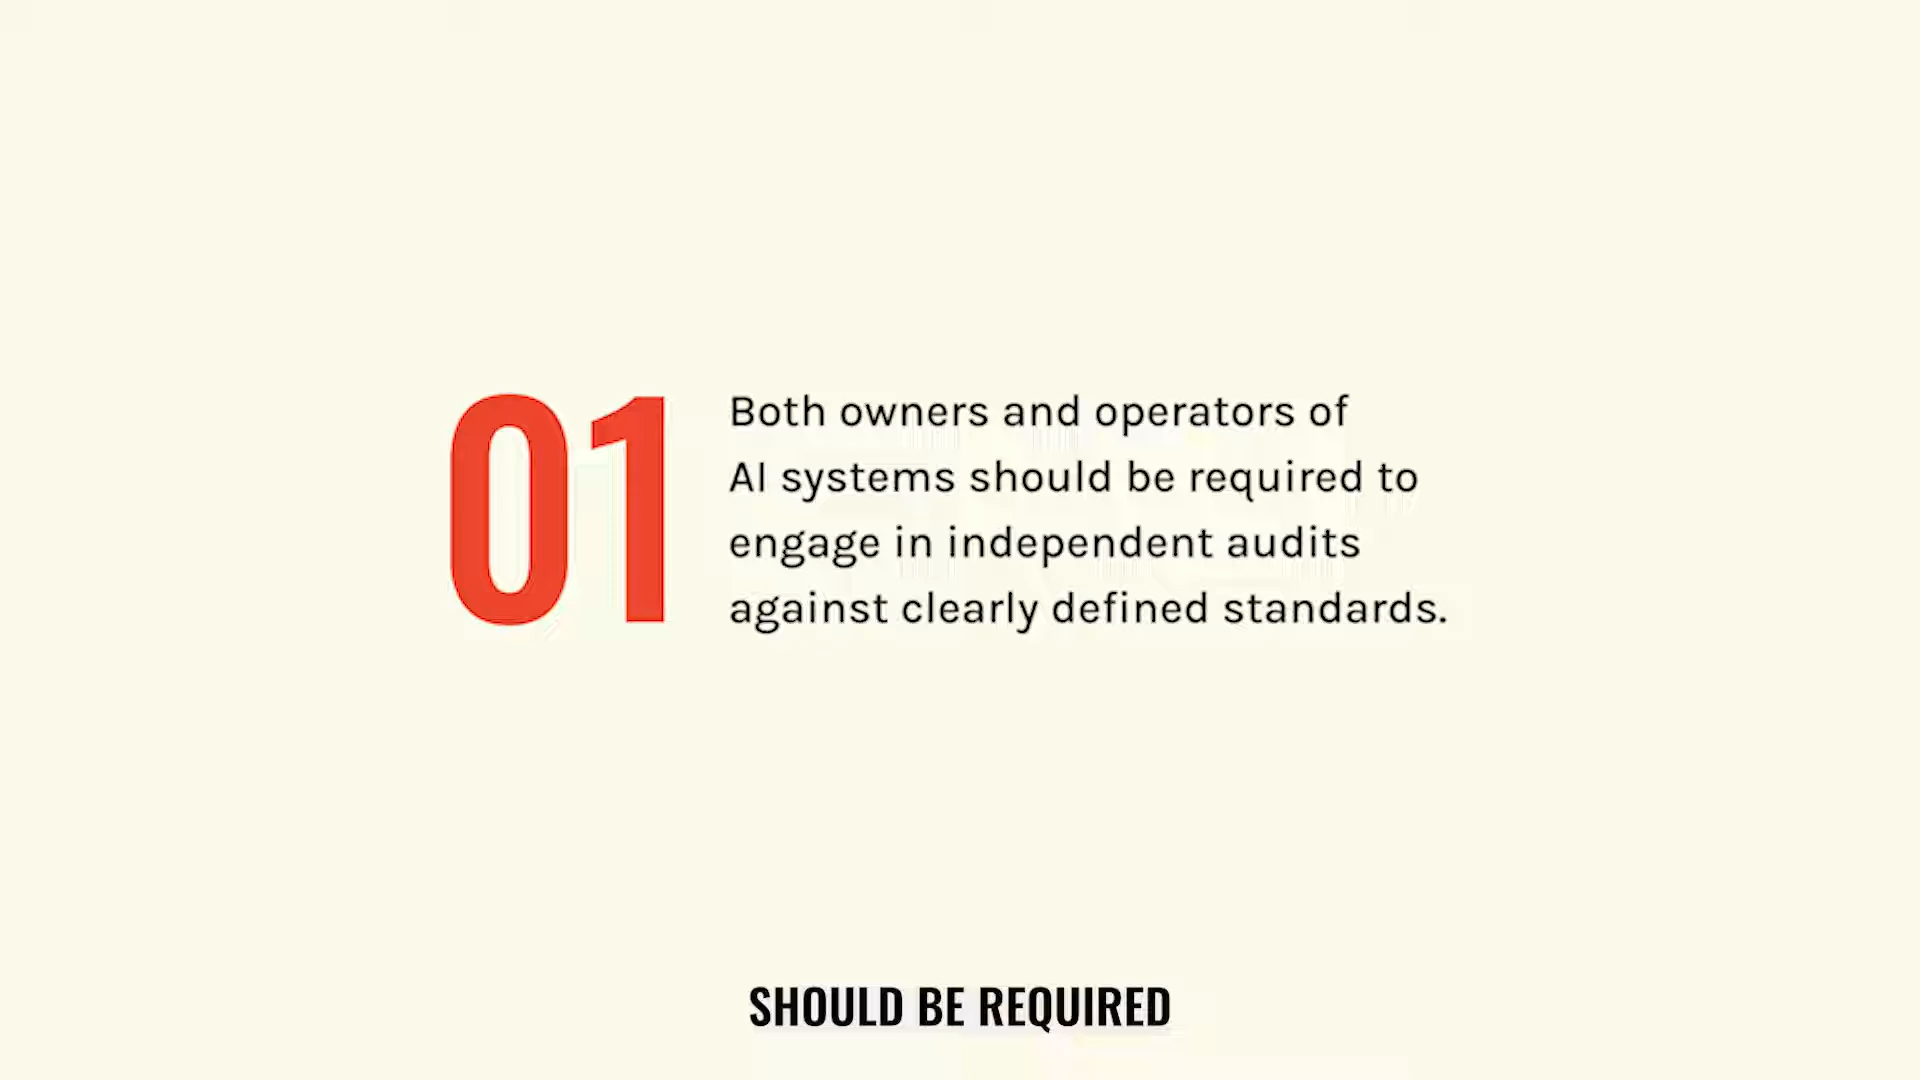 01
Both owners and operators of
AI systems should be required to
engage in independent audits
against clearly defined standards.
SHOULD BE REQUIRED